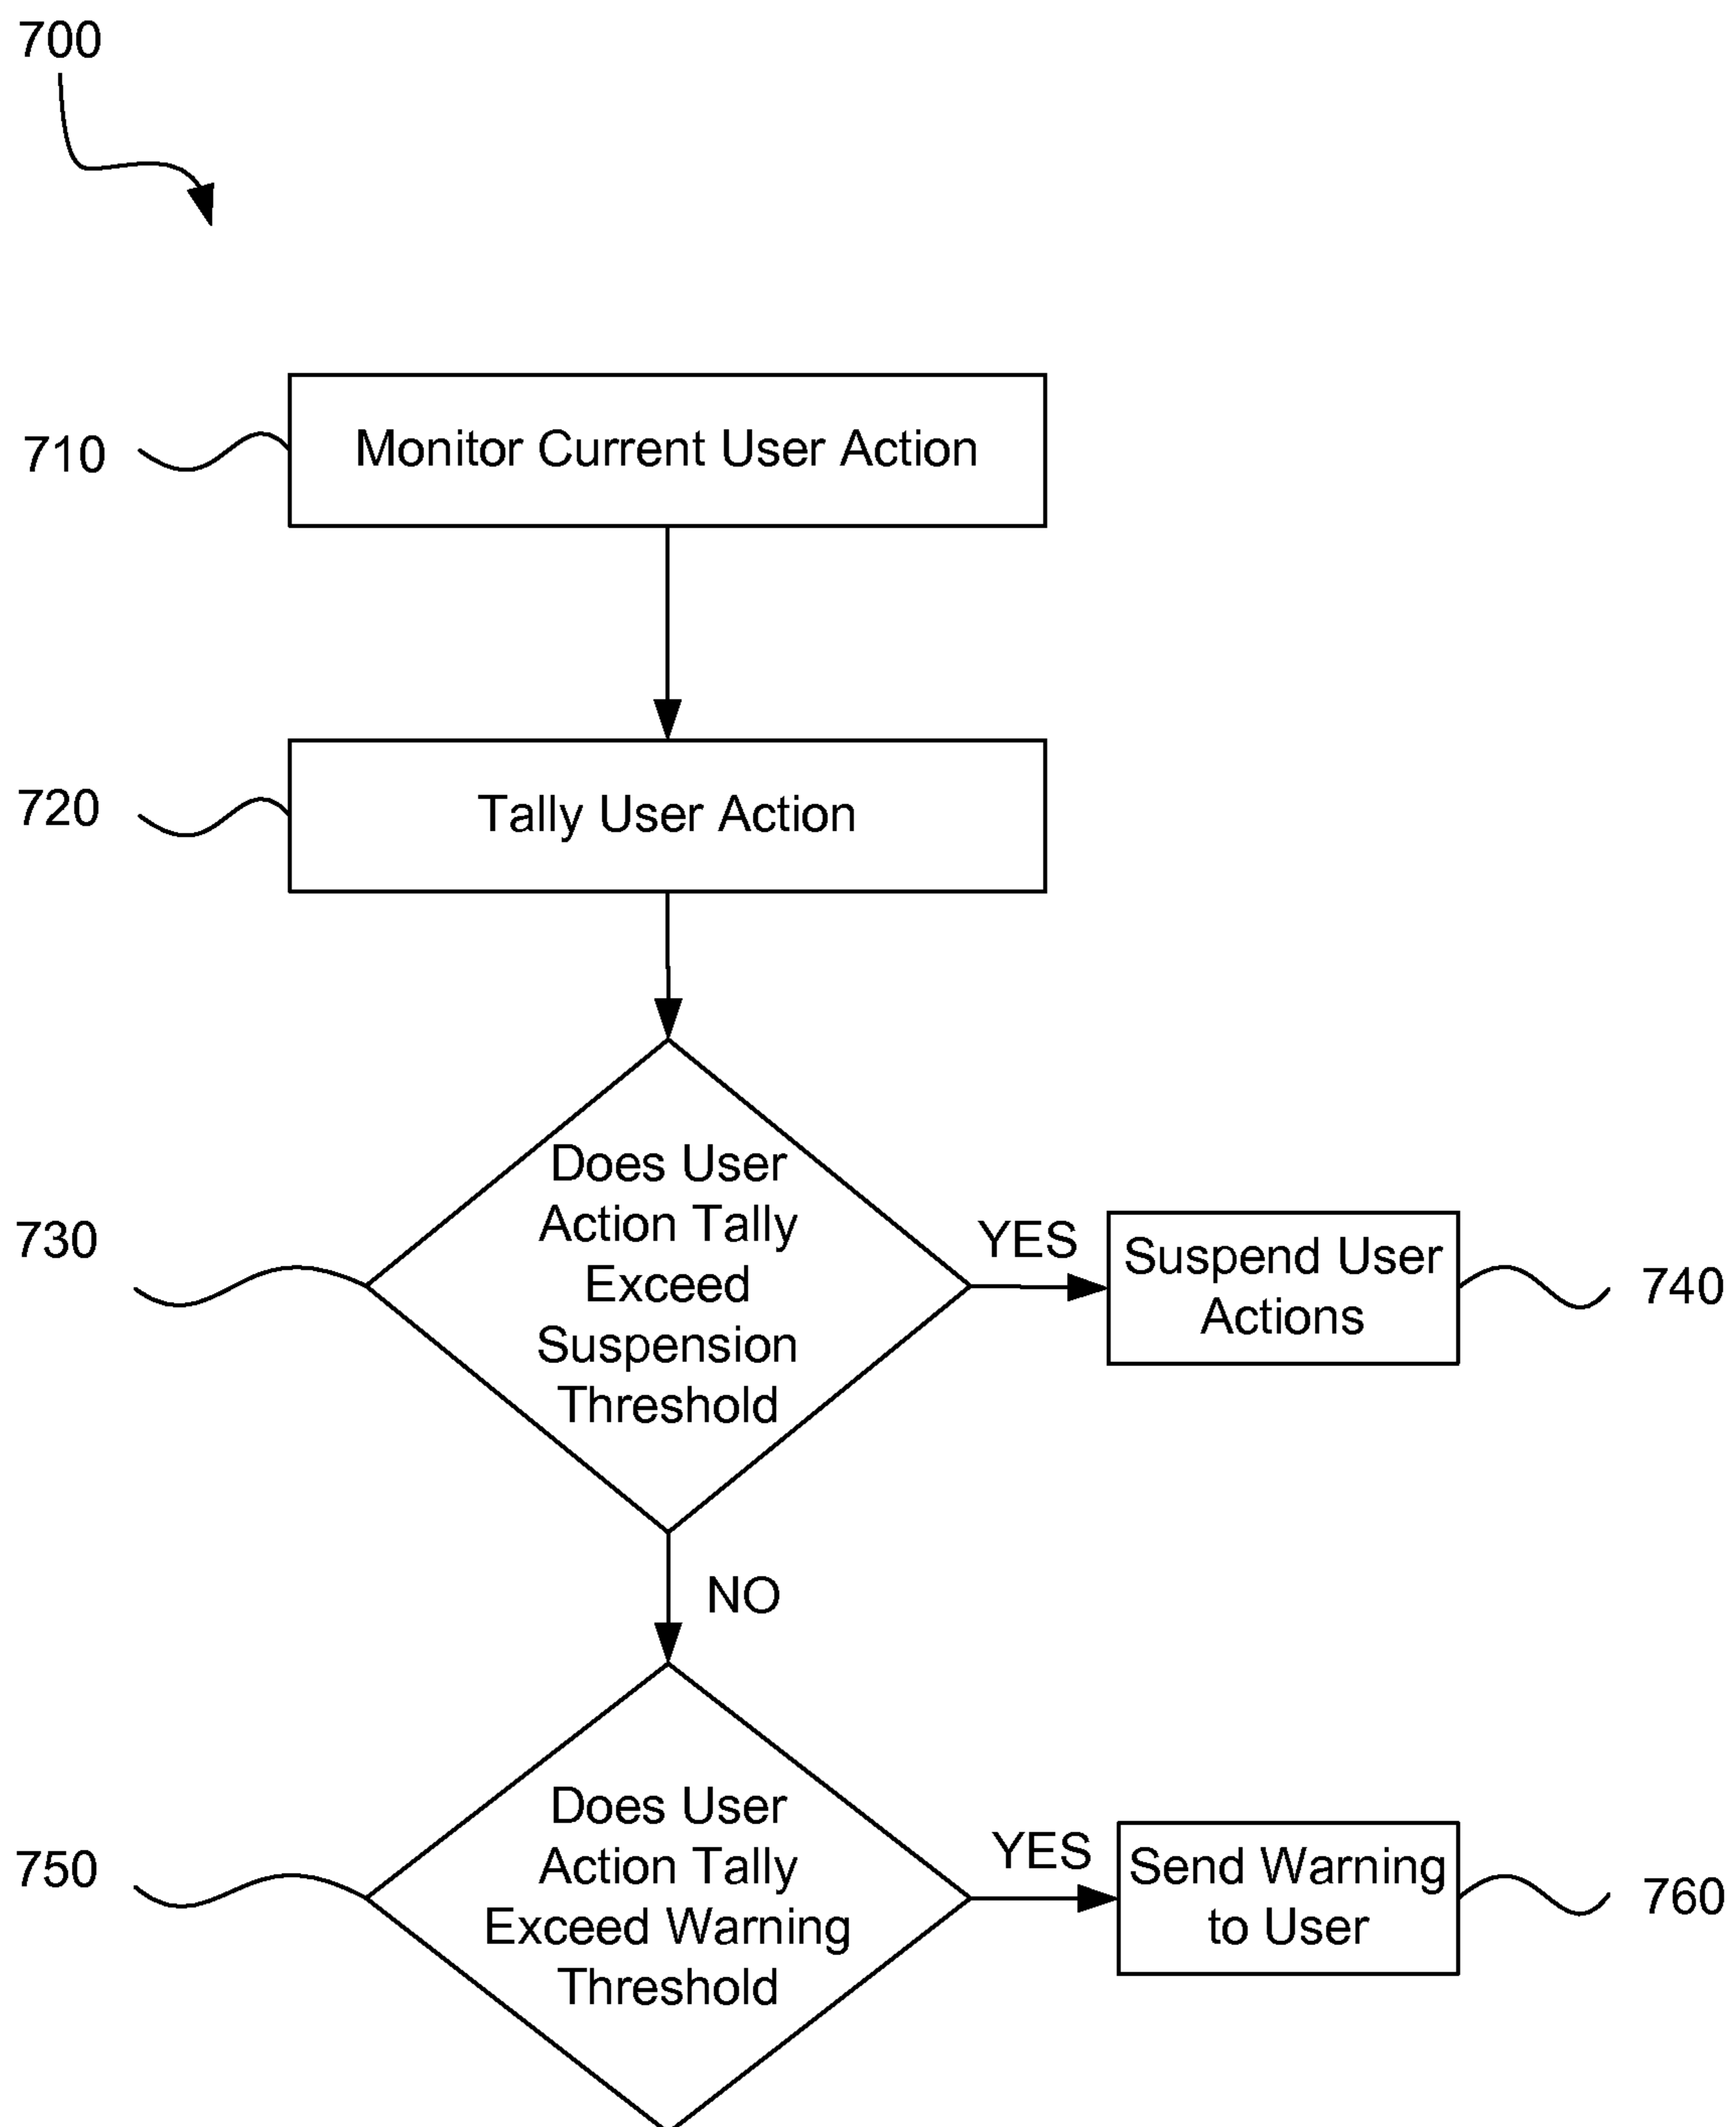 700
710
Monitor Current User Action
720
Tally User Action
730
Does User
Action Tally
Exceed
Suspension
Threshold
YES
Suspend User
Actions
740
NO
750
Does User
Action Tally
Exceed Warning
Threshold
YES
Send Warning
to User
760